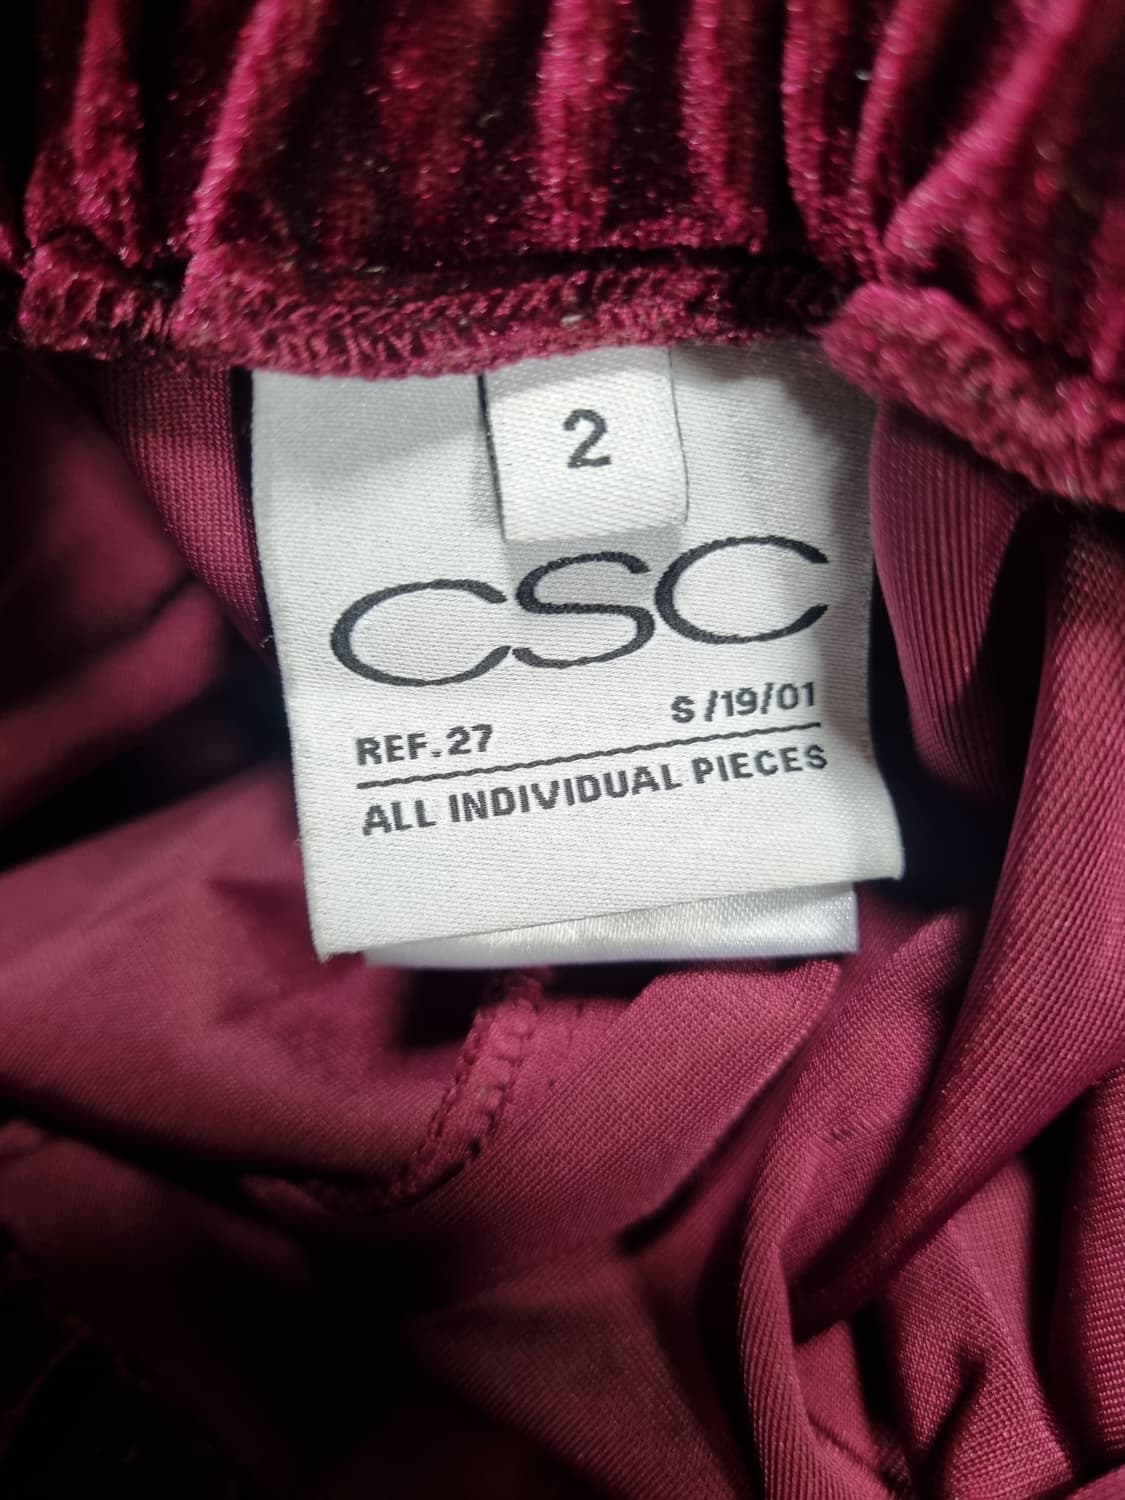 2
CSC
REF.27 S/19/01
ALL INDIVIDUAL PIECES